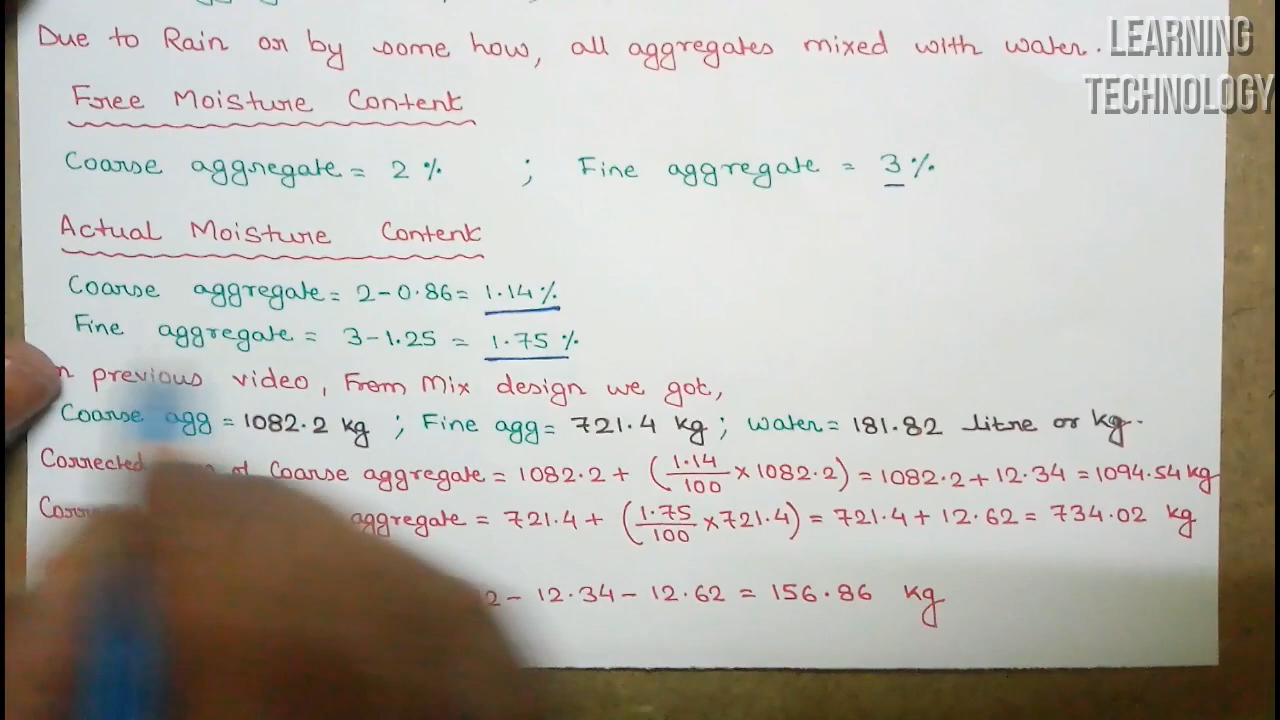 Due to Rain or by some how, all aggregates mixed with water.
LEARNING
TECHNOLOGY
Free Moisture Content
Coarse aggregate = 2 % ; Fine aggregate = 3 %
Actual Moisture Content
Coarse aggregate = 2 - 0.86 = 1.14 %
Fine aggregate = 3 - 1.25 = 1.75 %
n previous video, From Mix design we got,
Coarse agg = 1082.2 kg ; Fine agg = 721.4 kg ; water = 181.82 litre or kg.
Corrected of Coarse aggregate = 1082.2 + (1.14/100 × 1082.2) = 1082.2 + 12.34 = 1094.54 kg
aggregate = 721.4 + (1.75/100 × 721.4) = 721.4 + 12.62 = 734.02 kg
2 - 12.34 - 12.62 = 156.86 kg